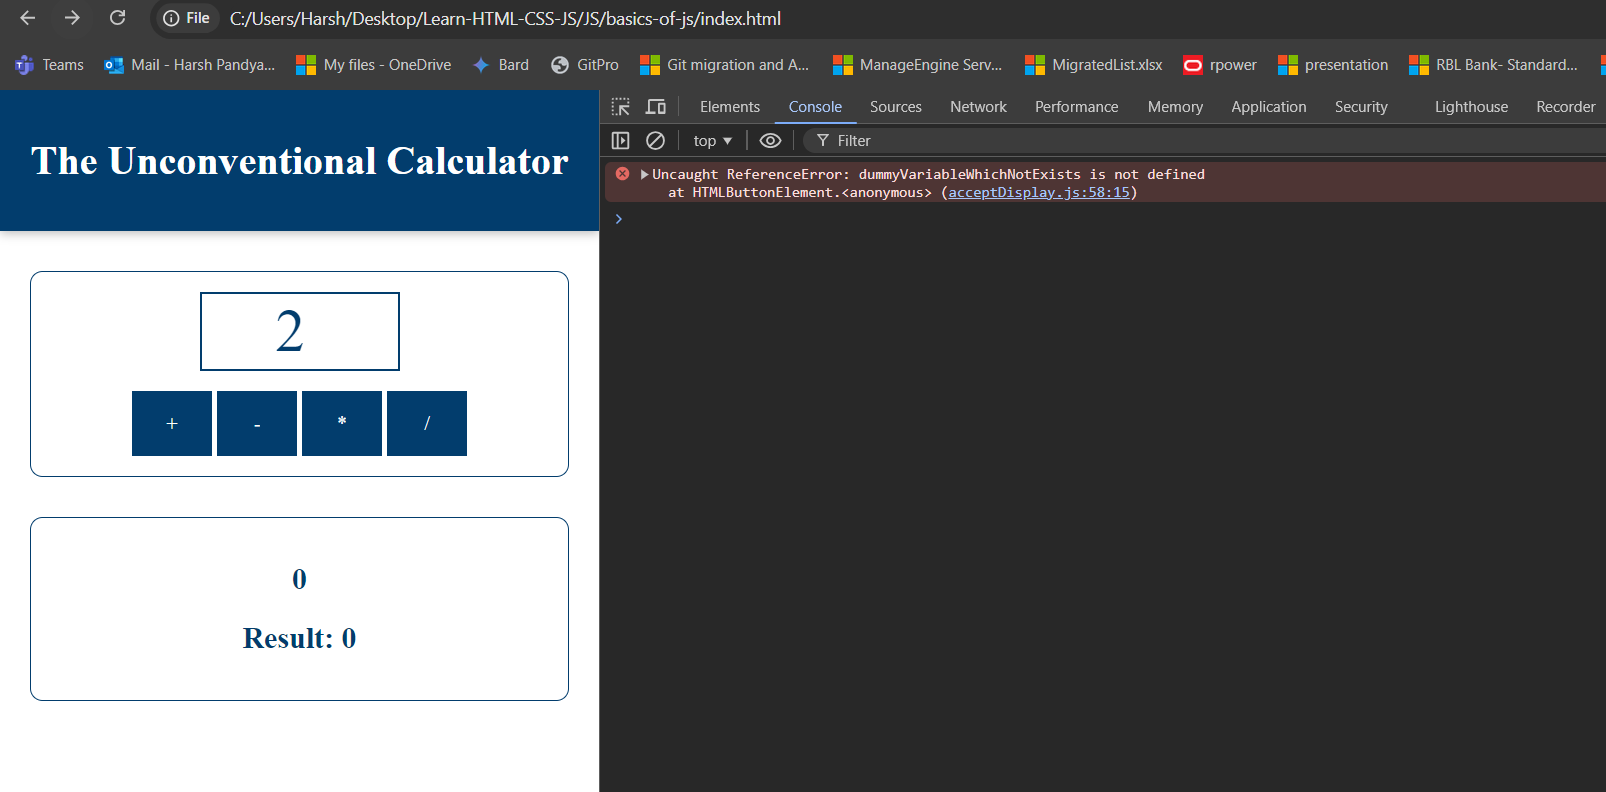 File C:/Users/Harsh/Desktop/Learn-HTML-CSS-JS/JS/basics-of-js/index.html
Teams Mail - Harsh Pandya... My files - OneDrive Bard GitPro Git migration and A... ManageEngine Serv... MigratedList.xlsx rpower presentation RBL Bank- Standard...
The Unconventional Calculator
2
+ - * /
0
Result: 0
Elements Console Sources Network Performance Memory Application Security Lighthouse Recorder
top Filter
Uncaught ReferenceError: dummyVariableWhichNotExists is not defined
at HTMLButtonElement.<anonymous> (acceptDisplay.js:58:15)